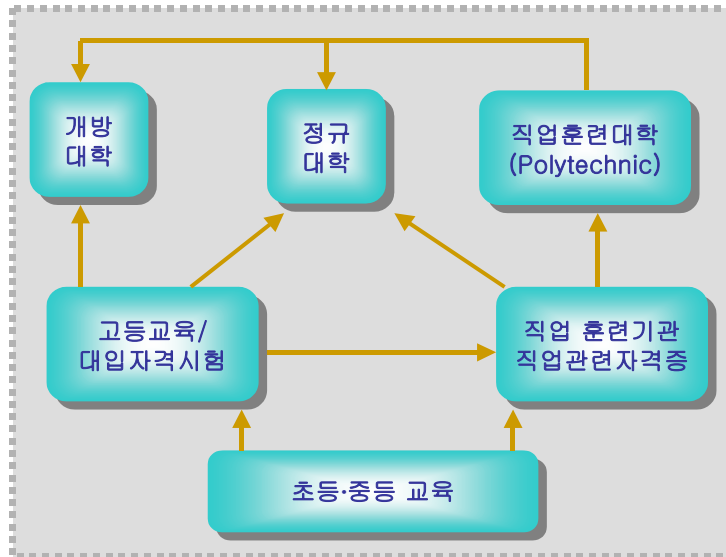 개방
대학
정규
대학
직업훈련대학
(Polytechnic)
고등교육/
대입자격시험
직업 훈련기관
직업관련자격증
초등·중등 교육